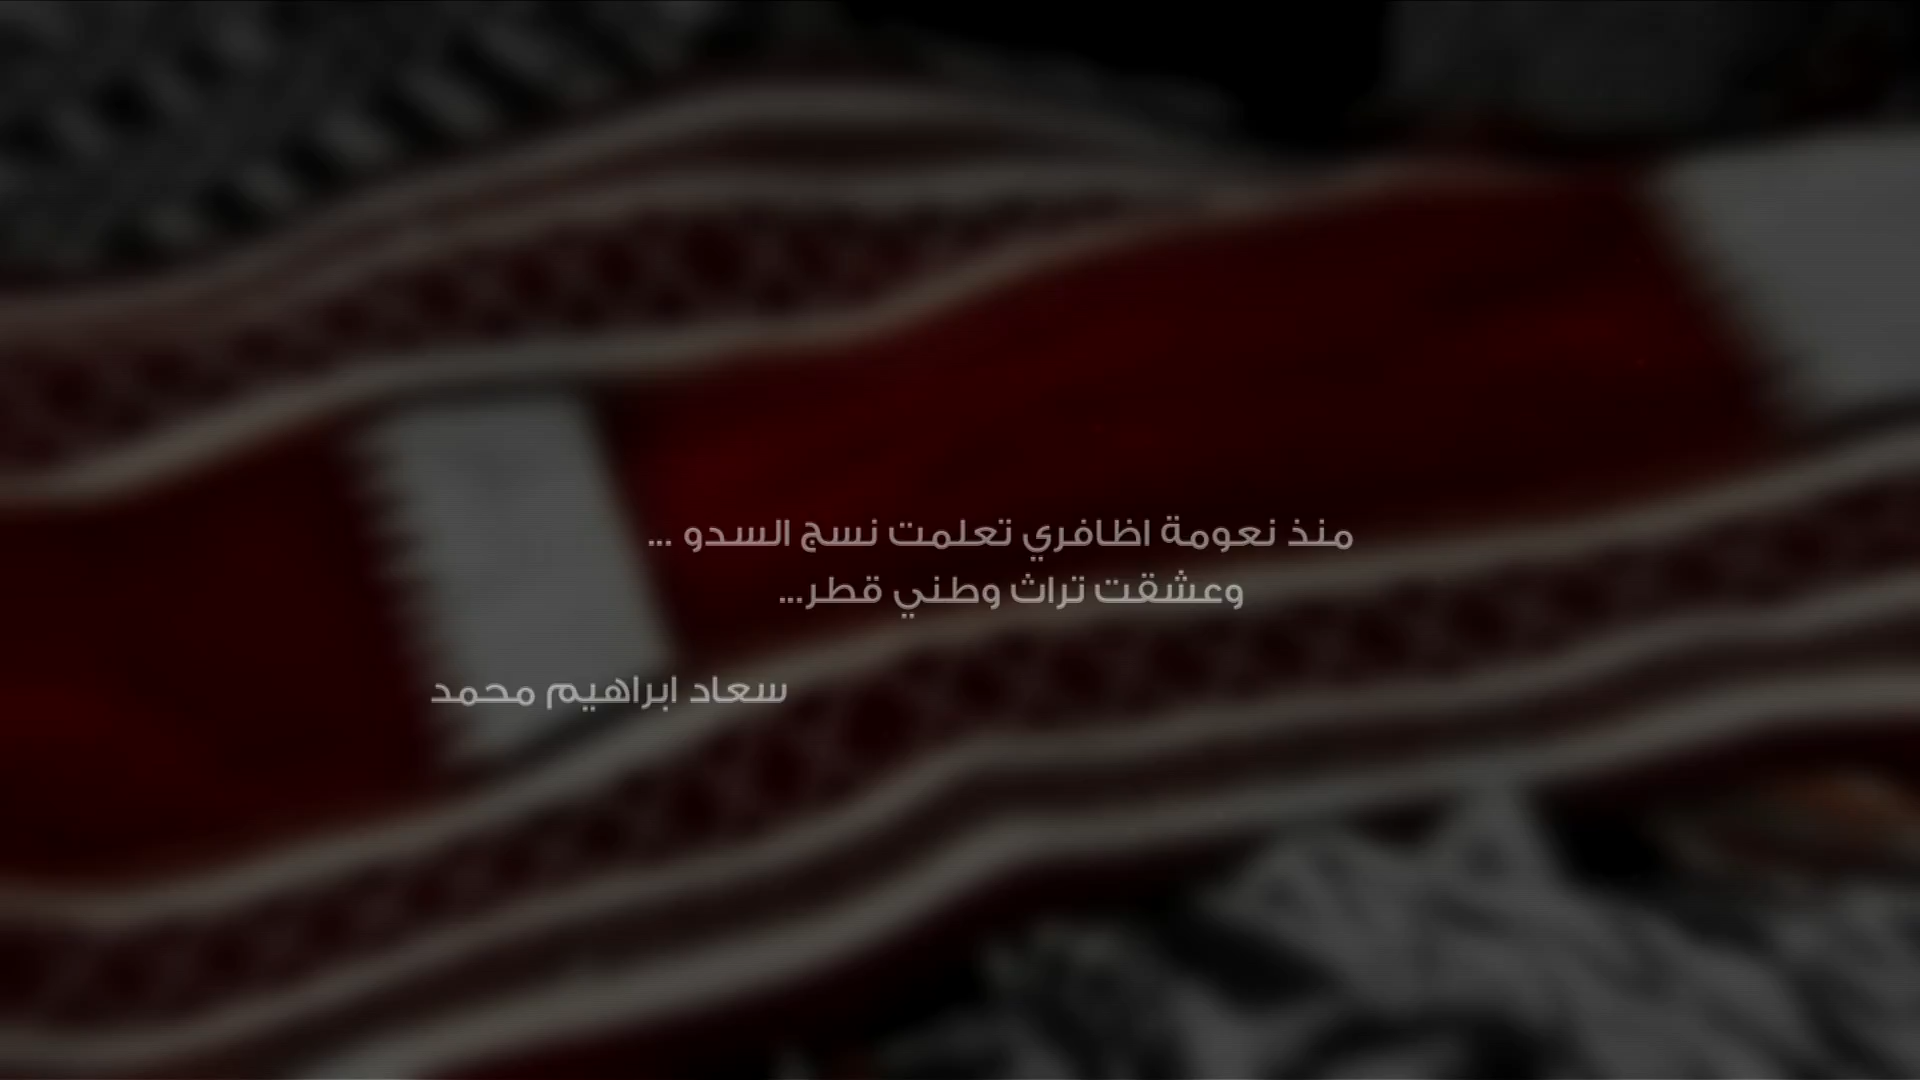 منذ نعومة اظافري تعلمت نسج السدو ...
وعشقت تراث وطني قطر...
سعاد ابراهيم محمد